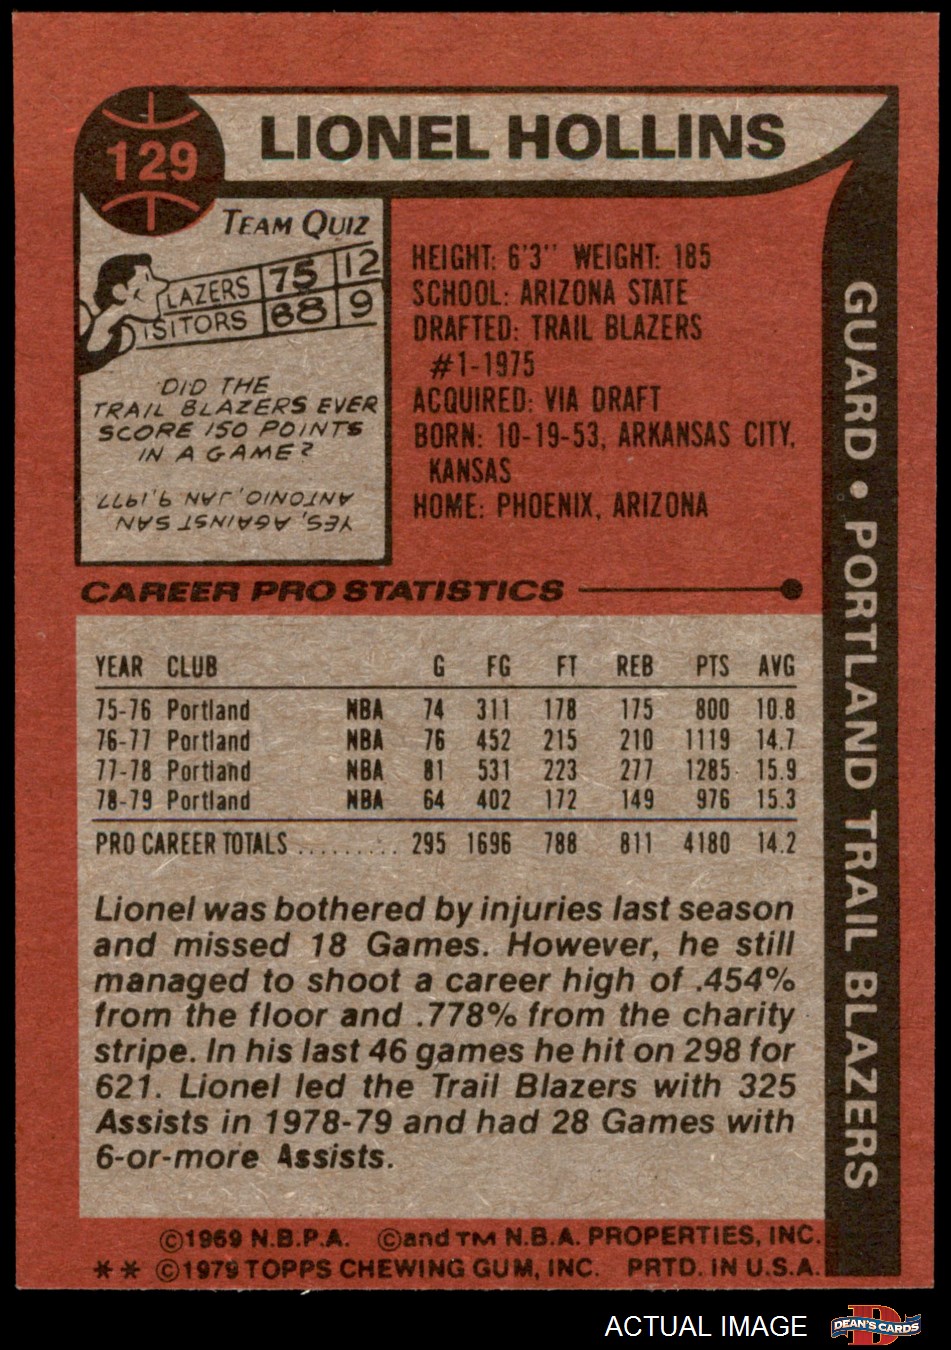 129
LIONEL HOLLINS
TEAM QUIZ
LAZERS 75 12
ISITORS 68 9
DID THE
TRAIL BLAZERS EVER
SCORE 150 POINTS
IN A GAME?
YES, AGAINST SAN
ANTONIO, JAN 9, 1977
HEIGHT: 6'3" WEIGHT: 185
SCHOOL: ARIZONA STATE
DRAFTED: TRAIL BLAZERS
#1-1975
ACQUIRED: VIA DRAFT
BORN: 10-19-53, ARKANSAS CITY,
KANSAS
HOME: PHOENIX, ARIZONA
GUARD • PORTLAND TRAIL BLAZERS
CAREER PRO STATISTICS
YEAR CLUB G FG FT REB PTS AVG
75-76 Portland NBA 74 311 178 175 800 10.8
76-77 Portland NBA 76 452 215 210 1119 14.7
77-78 Portland NBA 81 531 223 277 1285 15.9
78-79 Portland NBA 64 402 172 149 976 15.3
PRO CAREER TOTALS .......... 295 1696 788 811 4180 14.2
Lionel was bothered by injuries last season
and missed 18 Games. However, he still
managed to shoot a career high of .454%
from the floor and .778% from the charity
stripe. In his last 46 games he hit on 298 for
621. Lionel led the Trail Blazers with 325
Assists in 1978-79 and had 28 Games with
6-or-more Assists.
©1969 N.B.P.A. ©and TM N.B.A. PROPERTIES, INC.
** ©1979 TOPPS CHEWING GUM, INC. PRTD. IN U.S.A.
ACTUAL IMAGE
D
DEAN'S CARDS